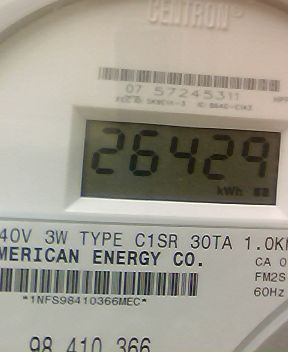 CENTRON®
07 57245311
26429
kWh
40V 3W TYPE C1SR 30TA 1.0K
MERICAN ENERGY CO.
CA 0
FM2S
60Hz
*1NFS98410366MEC*
98 410 366